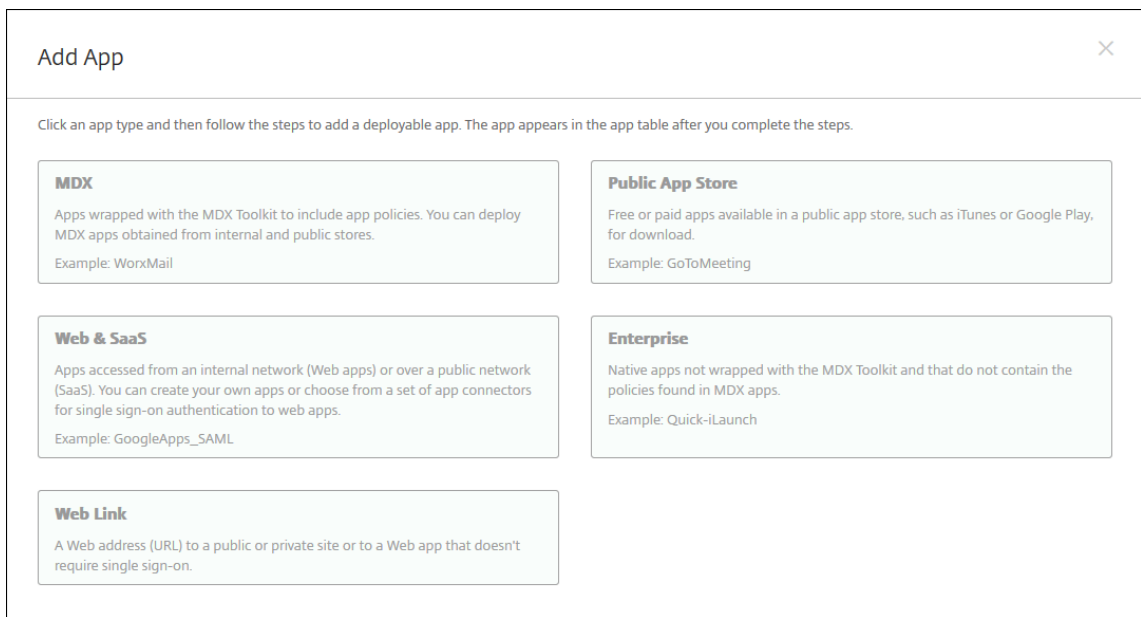 Add App
Click an app type and then follow the steps to add a deployable app. The app appears in the app table after you complete the steps.
MDX
Apps wrapped with the MDX Toolkit to include app policies. You can deploy
MDX apps obtained from internal and public stores.
Example: WorxMail
Public App Store
Free or paid apps available in a public app store, such as iTunes or Google Play,
for download.
Example: GoToMeeting
Web & SaaS
Apps accessed from an internal network (Web apps) or over a public network
(SaaS). You can create your own apps or choose from a set of app connectors
for single sign-on authentication to web apps.
Example: GoogleApps_SAML
Enterprise
Native apps not wrapped with the MDX Toolkit and that do not contain the
policies found in MDX apps.
Example: Quick-iLaunch
Web Link
A Web address (URL) to a public or private site or to a Web app that doesn't
require single sign-on.